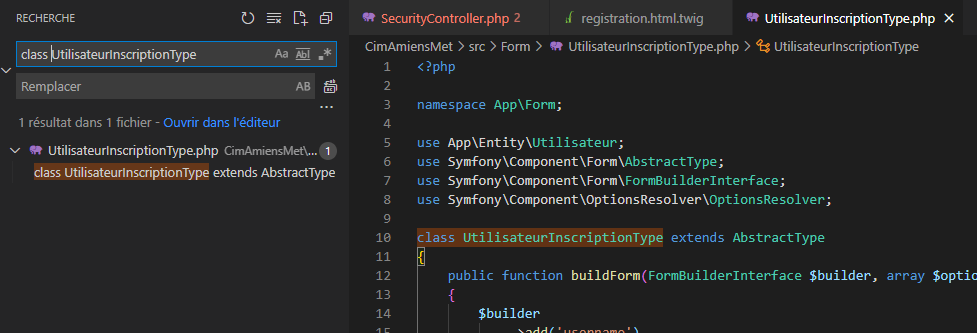 RECHERCHE
class UtilisateurInscriptionType Aa Abl .*
Remplacer AB
1 résultat dans 1 fichier - Ouvrir dans l'éditeur
UtilisateurInscriptionType.php CimAmiensMet\... 1
class UtilisateurInscriptionType extends AbstractType
SecurityController.php 2 registration.html.twig UtilisateurInscriptionType.php
CimAmiensMet > src > Form > UtilisateurInscriptionType.php > UtilisateurInscriptionType
1 <?php
2
3 namespace App\Form;
4
5 use App\Entity\Utilisateur;
6 use Symfony\Component\Form\AbstractType;
7 use Symfony\Component\Form\FormBuilderInterface;
8 use Symfony\Component\OptionsResolver\OptionsResolver;
9
10 class UtilisateurInscriptionType extends AbstractType
11 {
12 public function buildForm(FormBuilderInterface $builder, array $optio
13 {
14 $builder
15 ->add('username')